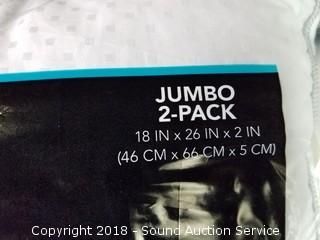 JUMBO
2-PACK
18 IN x 26 IN x 2 IN
(46 CM x 66 CM x 5 CM)
Copyright 2018 - Sound Auction Service